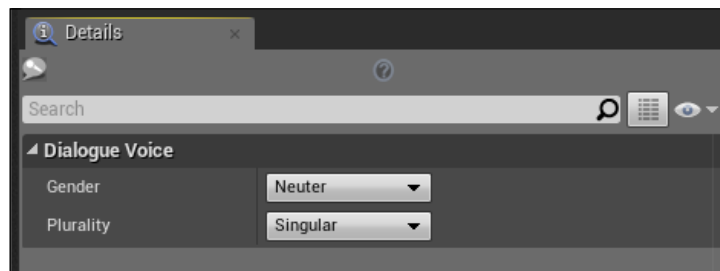 Details
Search
Dialogue Voice
Gender Neuter
Plurality Singular